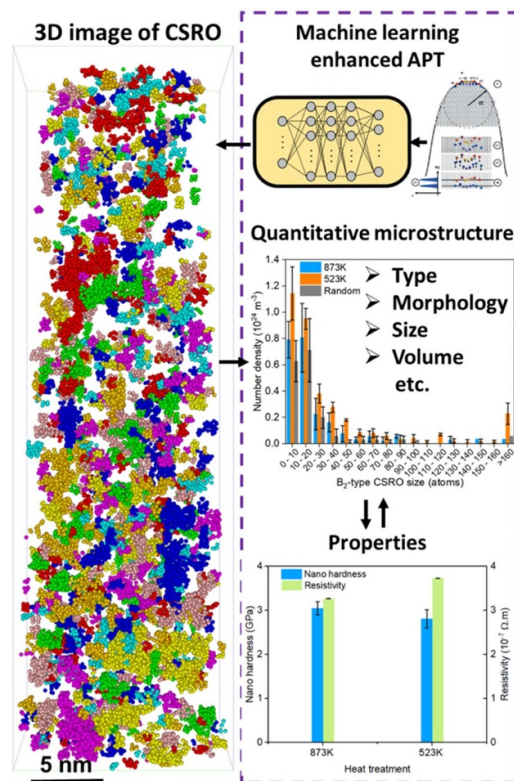 3D image of CSRO
5 nm
Machine learning
enhanced APT
Quantitative microstructure
873K
523K
Random
Type
Morphology
Size
Volume
etc.
Number density (10²⁴ m⁻³)
1.4
1.2
1.0
0.8
0.6
0.4
0.2
0.0
0-10
10-20
20-30
30-40
40-50
50-60
60-70
70-80
80-90
90-100
100-110
110-120
120-130
130-140
140-150
150-160
>160
B₂-type CSRO size (atoms)
Properties
Nano hardness
Resistivity
Nano hardness (GPa)
4
3
2
1
0
Resistivity (10⁻⁷ Ω.m)
4
3
2
1
0
873K
523K
Heat treatment